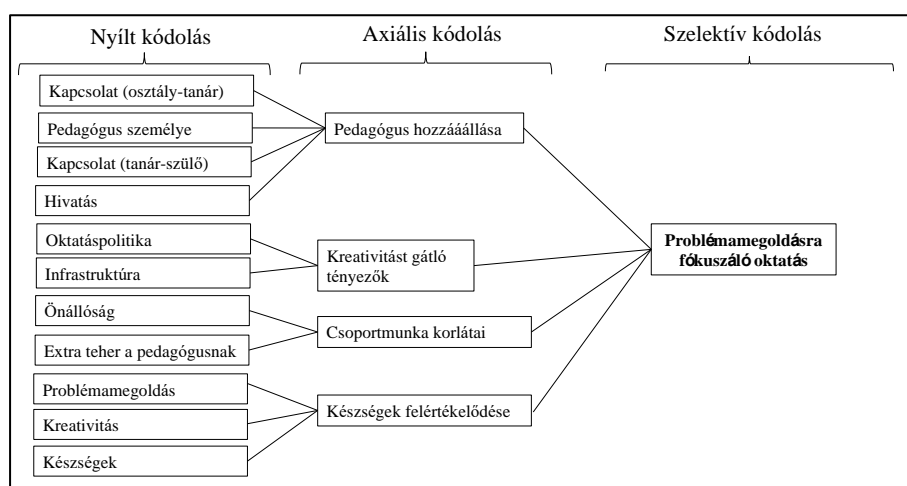 Nyílt kódolás
Axiális kódolás
Szelektív kódolás
Kapcsolat (osztály-tanár)
Pedagógus személye
Kapcsolat (tanár-szülő)
Hivatás
Oktatáspolitika
Infrastruktúra
Önállóság
Extra teher a pedagógusnak
Problémamegoldás
Kreativitás
Készségek
Pedagógus hozzááállása
Kreativitást gátló
tényezők
Csoportmunka korlátai
Készségek felértékelődése
Problémamegoldásra
fókuszáló oktatás